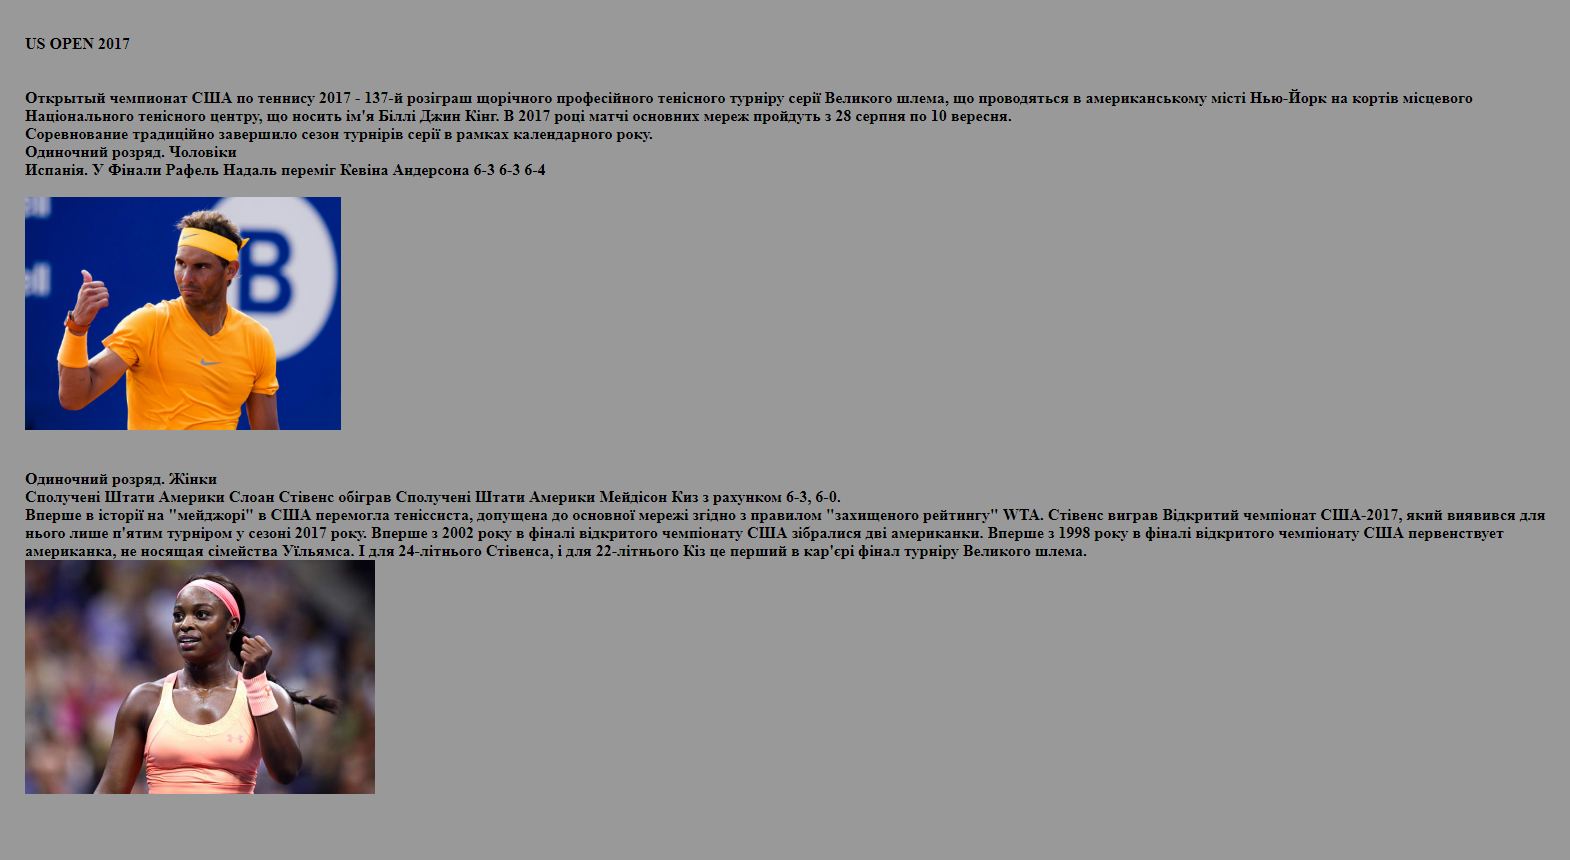 US OPEN 2017
Открытый чемпионат США по теннису 2017 - 137-й розіграш щорічного професійного тенісного турніру серії Великого шлема, що проводяться в американському місті Нью-Йорк на кортів місцевого
Національного тенісного центру, що носить ім'я Біллі Джин Кінг. В 2017 році матчі основних мереж пройдуть з 28 серпня по 10 вересня.
Соревнование традиційно завершило сезон турнірів серії в рамках календарного року.
Одиночний розряд. Чоловіки
Испанія. У Фінали Рафель Надаль переміг Кевіна Андерсона 6-3 6-3 6-4
ell
B
ell
Одиночний розряд. Жінки
Сполучені Штати Америки Слоан Стівенс обіграв Сполучені Штати Америки Мейдісон Киз з рахунком 6-3, 6-0.
Вперше в історії на "мейджорі" в США перемогла теніссиста, допущена до основної мережі згідно з правилом "захищеного рейтингу" WTA. Стівенс виграв Відкритий чемпіонат США-2017, який виявився для
нього лише п'ятим турніром у сезоні 2017 року. Вперше з 2002 року в фіналі відкритого чемпіонату США зібралися дві американки. Вперше з 1998 року в фіналі відкритого чемпіонату США первенствует
американка, не носящая сімейства Уїльямса. І для 24-літнього Стівенса, і для 22-літнього Кіз це перший в кар'єрі фінал турніру Великого шлема.